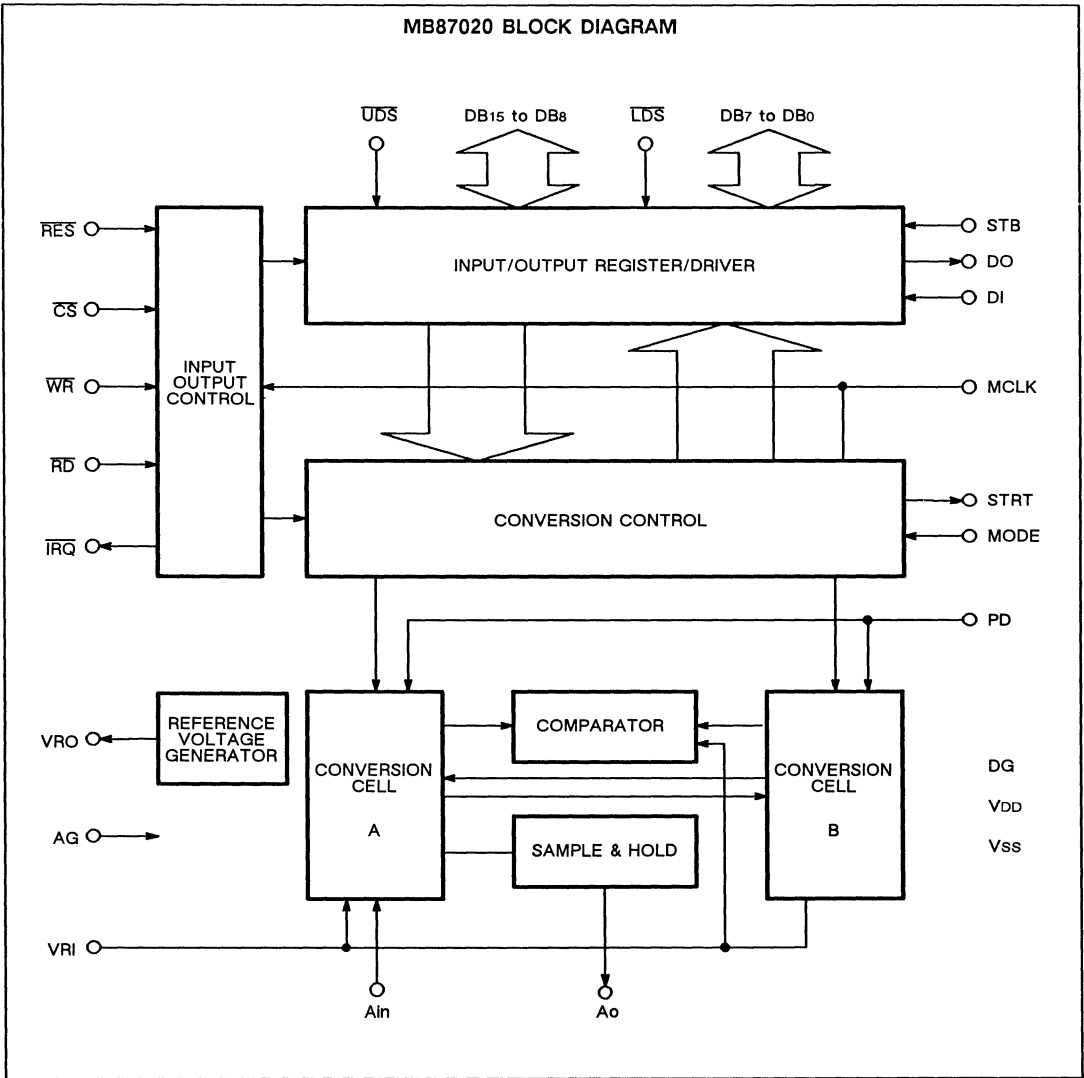 MB87020 BLOCK DIAGRAM
UDS
DB15 to DB8
LDS
DB7 to DB0
RES
CS
WR
RD
IRQ
INPUT
OUTPUT
CONTROL
INPUT/OUTPUT REGISTER/DRIVER
STB
DO
DI
MCLK
CONVERSION CONTROL
STRT
MODE
PD
VRO
REFERENCE
VOLTAGE
GENERATOR
AG
VRI
CONVERSION
CELL
A
COMPARATOR
SAMPLE & HOLD
CONVERSION
CELL
B
DG
VDD
VSS
Ain
Ao